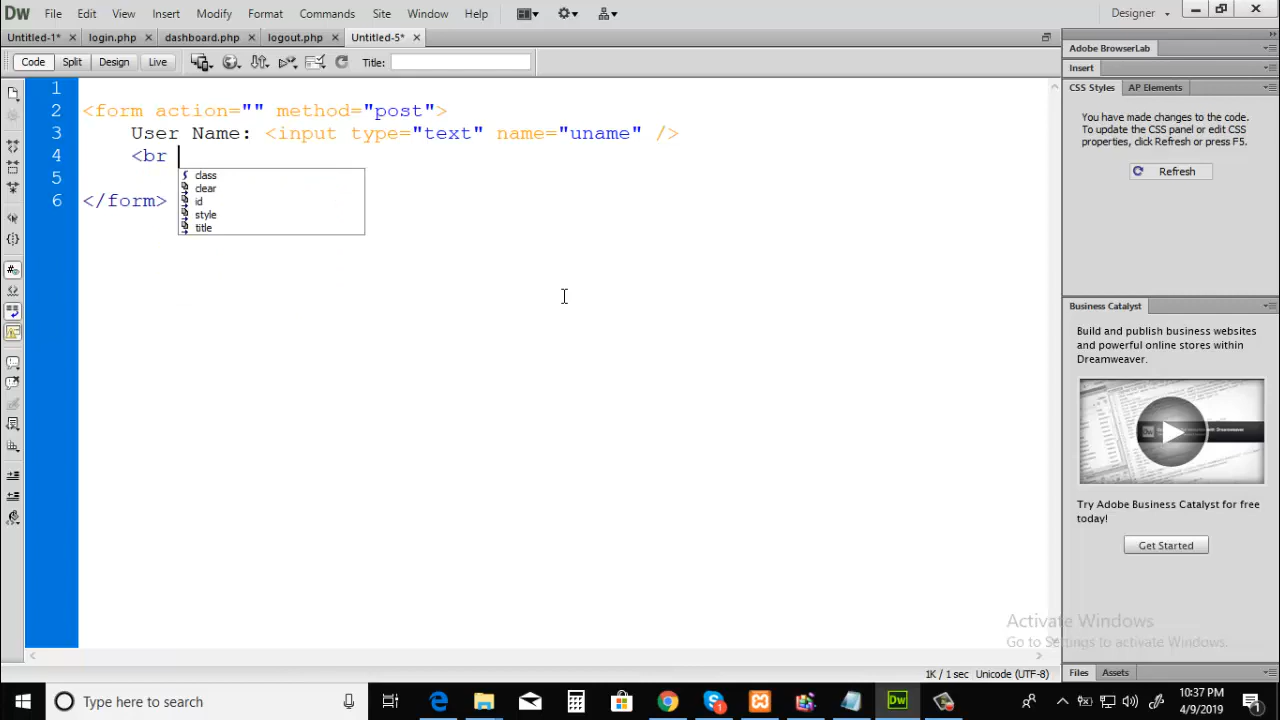 Dw File Edit View Insert Modify Format Commands Site Window Help Designer
Untitled-1* login.php dashboard.php logout.php Untitled-5*
Code Split Design Live Title:
1
2 <form action="" method="post">
3 User Name: <input type="text" name="uname" />
4 <br
5
6 </form>
class
clear
id
style
title
Adobe BrowserLab
Insert
CSS Styles AP Elements
You have made changes to the code.
To update the CSS panel or edit CSS
properties, click Refresh or press F5.
Refresh
Business Catalyst
Build and publish business websites
and powerful online stores within
Dreamweaver.
Try Adobe Business Catalyst for free
today!
Get Started
Activate Windows
Go to Settings to activate Windows.
1K / 1 sec Unicode (UTF-8)
Files Assets
Type here to search
Dw
10:37 PM
4/9/2019